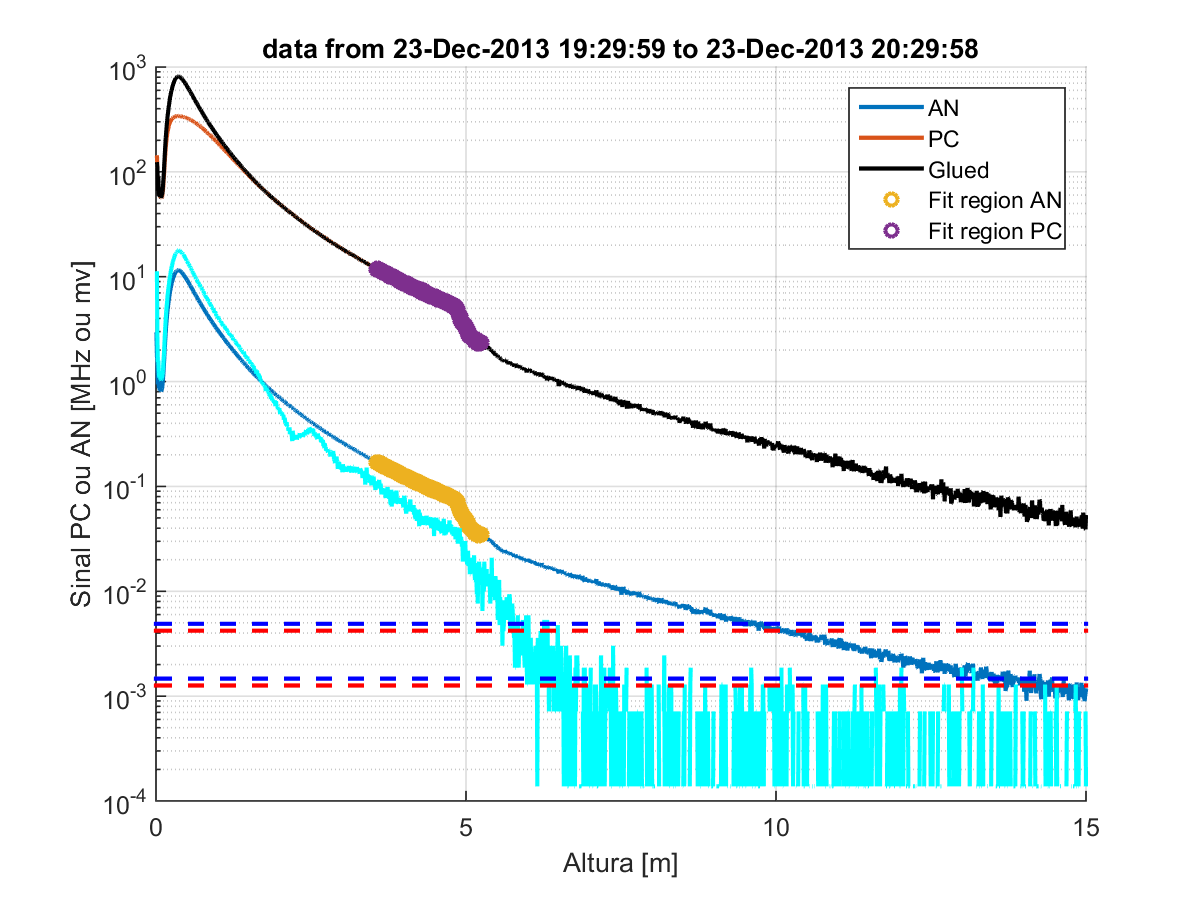 data from 23-Dec-2013 19:29:59 to 23-Dec-2013 20:29:58
Sinal PC ou AN [MHz ou mv]
10^3
10^2
10^1
10^0
10^-1
10^-2
10^-3
10^-4
AN
PC
Glued
Fit region AN
Fit region PC
0 5 10 15
Altura [m]